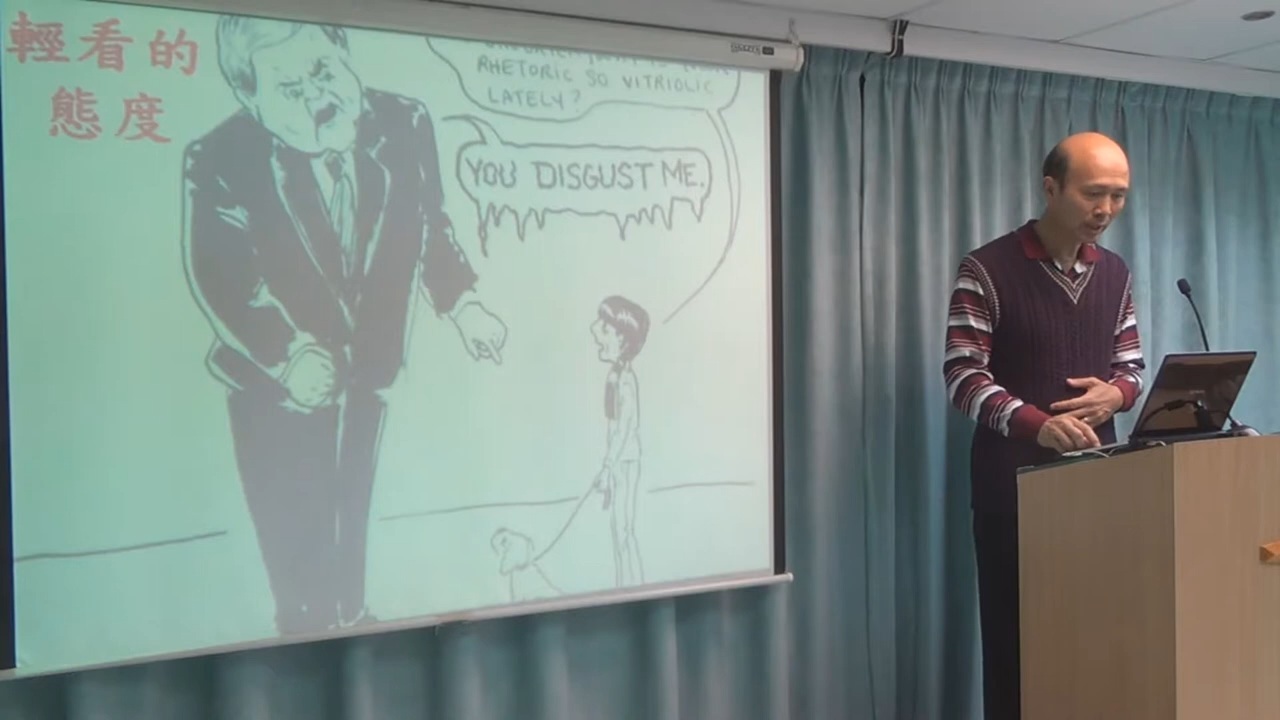 輕看的
態度
RHETORIC SO VITRIOLIC
LATELY?
YOU DISGUST ME.